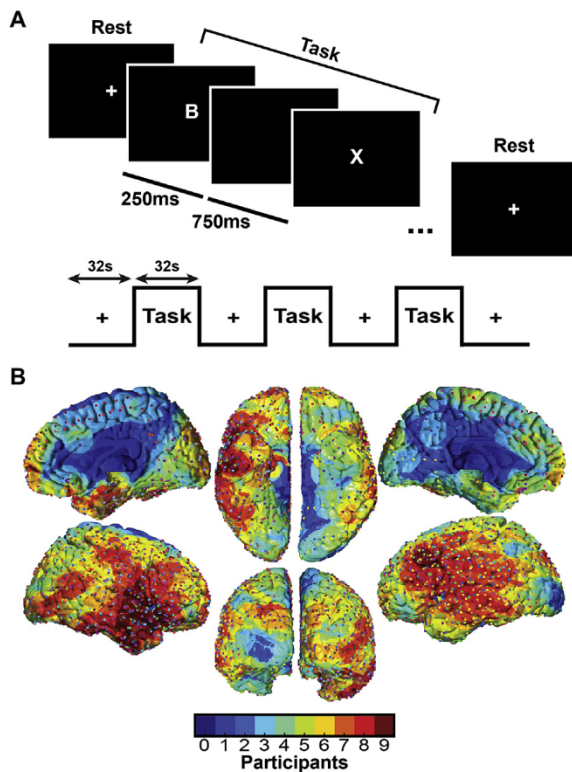 A
Rest
Task
+
B
X
Rest
+
250ms
750ms
...
32s 32s
+ Task + Task + Task +
B
0 1 2 3 4 5 6 7 8 9
Participants